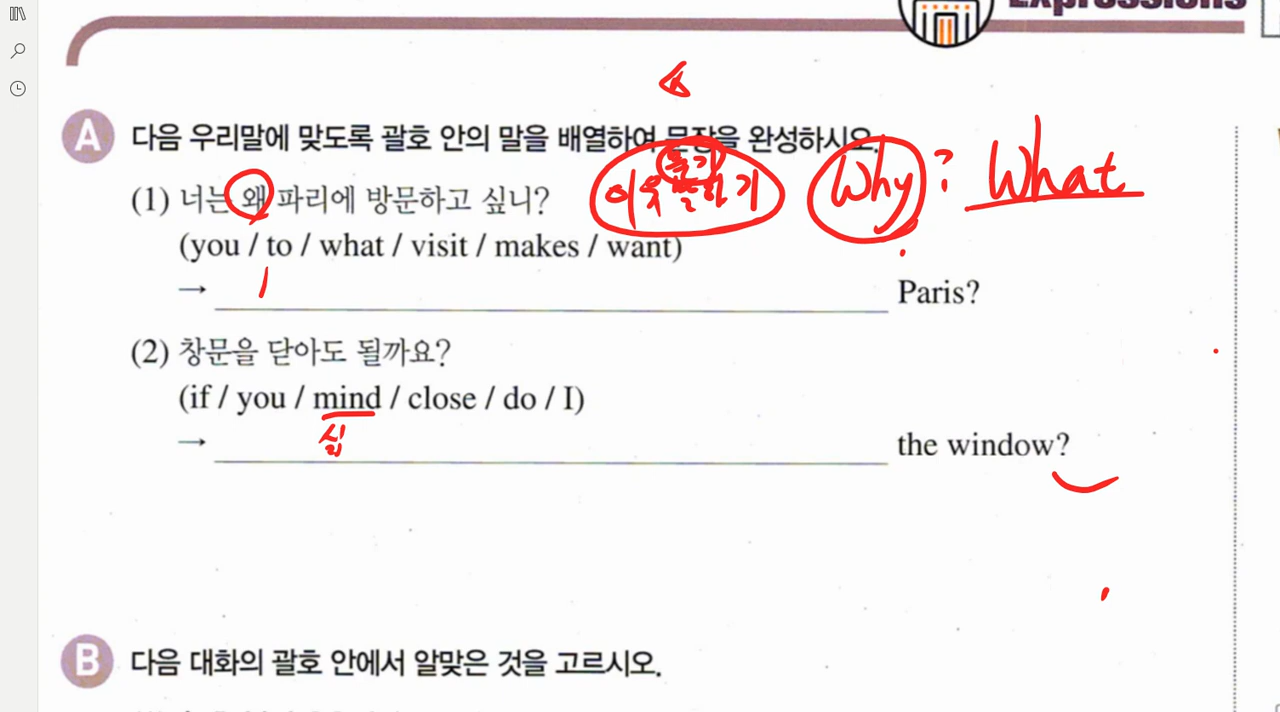 Expressions
A 다음 우리말에 맞도록 괄호 안의 말을 배열하여 문장을 완성하시오.
(1) 너는 왜 파리에 방문하고 싶니?
이유 묻기 Why? What
(you / to / what / visit / makes / want)
→ Paris?
(2) 창문을 닫아도 될까요?
(if / you / mind / close / do / I)
→ the window?
B 다음 대화의 괄호 안에서 알맞은 것을 고르시오.